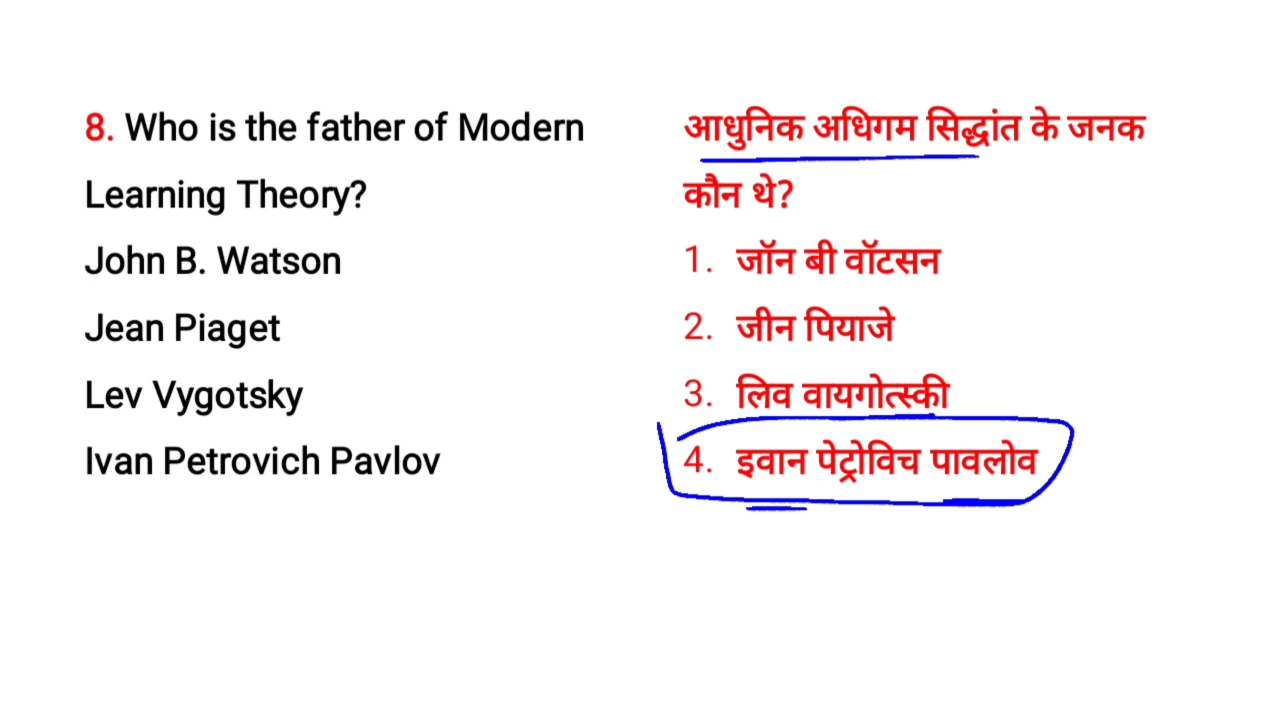 8. Who is the father of Modern
Learning Theory?
John B. Watson
Jean Piaget
Lev Vygotsky
Ivan Petrovich Pavlov
आधुनिक अधिगम सिद्धांत के जनक
कौन थे?
1. जॉन बी वॉटसन
2. जीन पियाजे
3. लिव वायगोत्स्की
4. इवान पेट्रोविच पावलोव